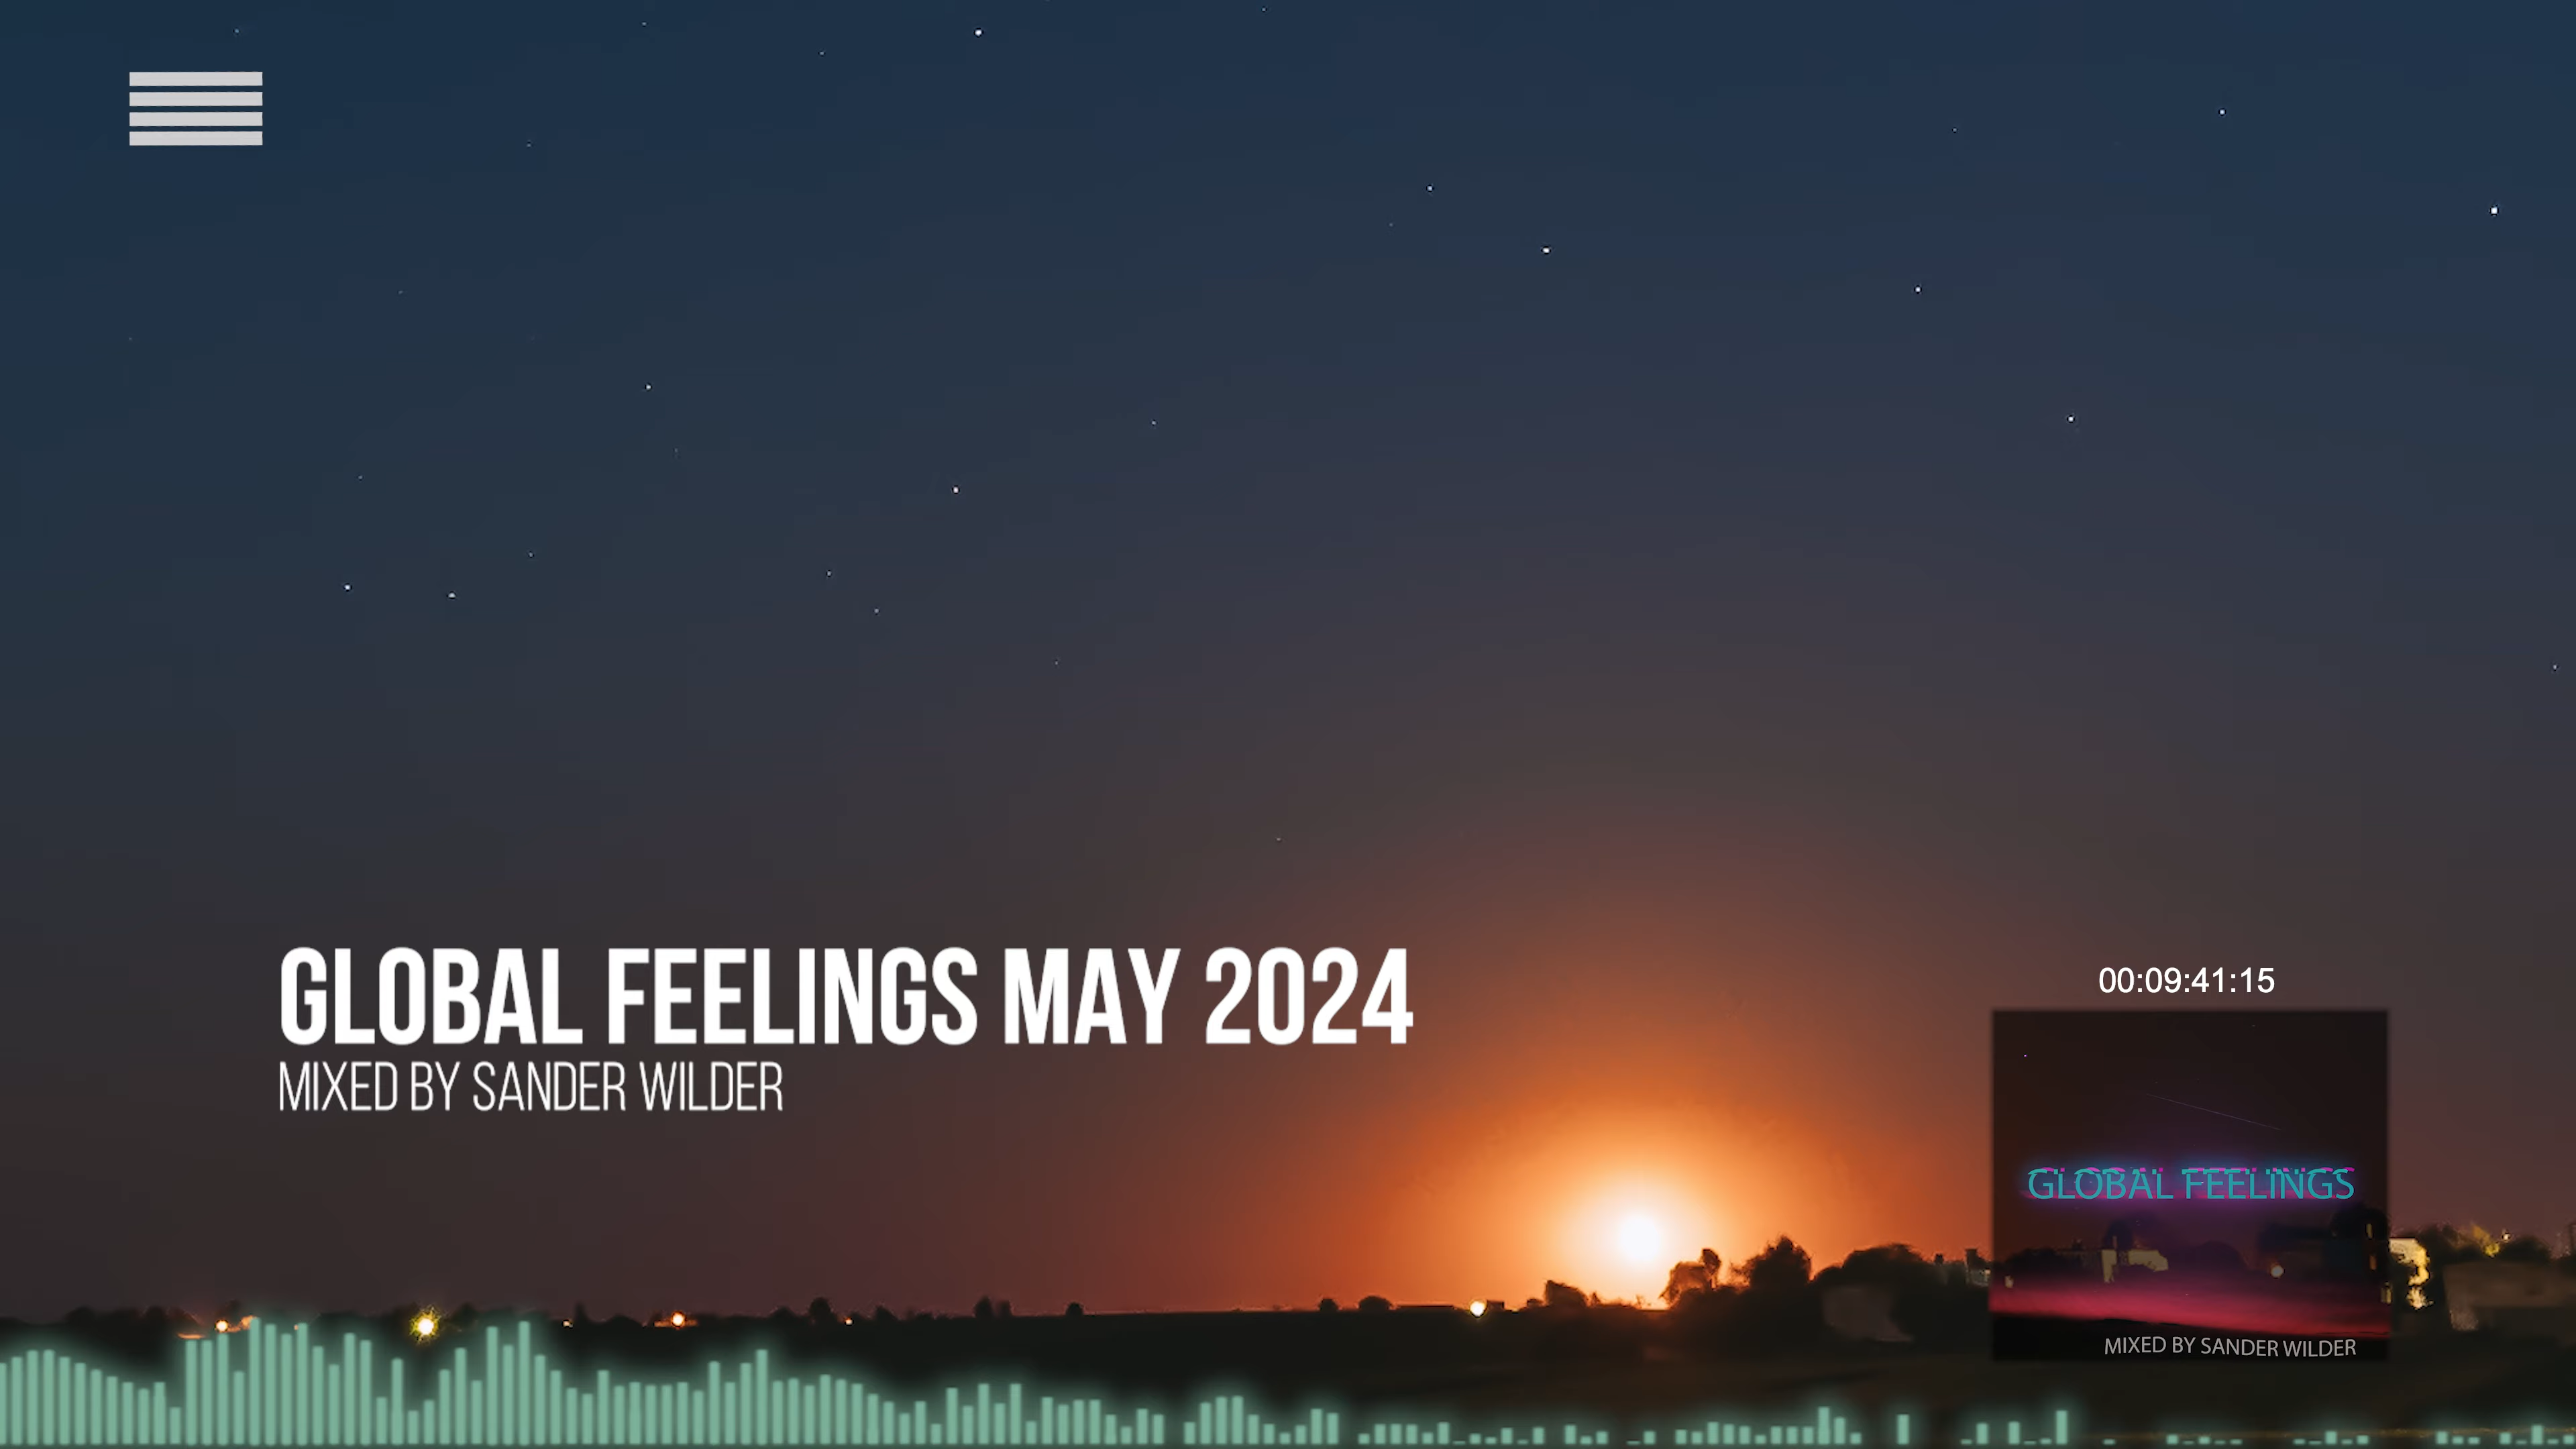 GLOBAL FEELINGS MAY 2024
MIXED BY SANDER WILDER
00:09:41:15
GLOBAL FEELINGS
MIXED BY SANDER WILDER